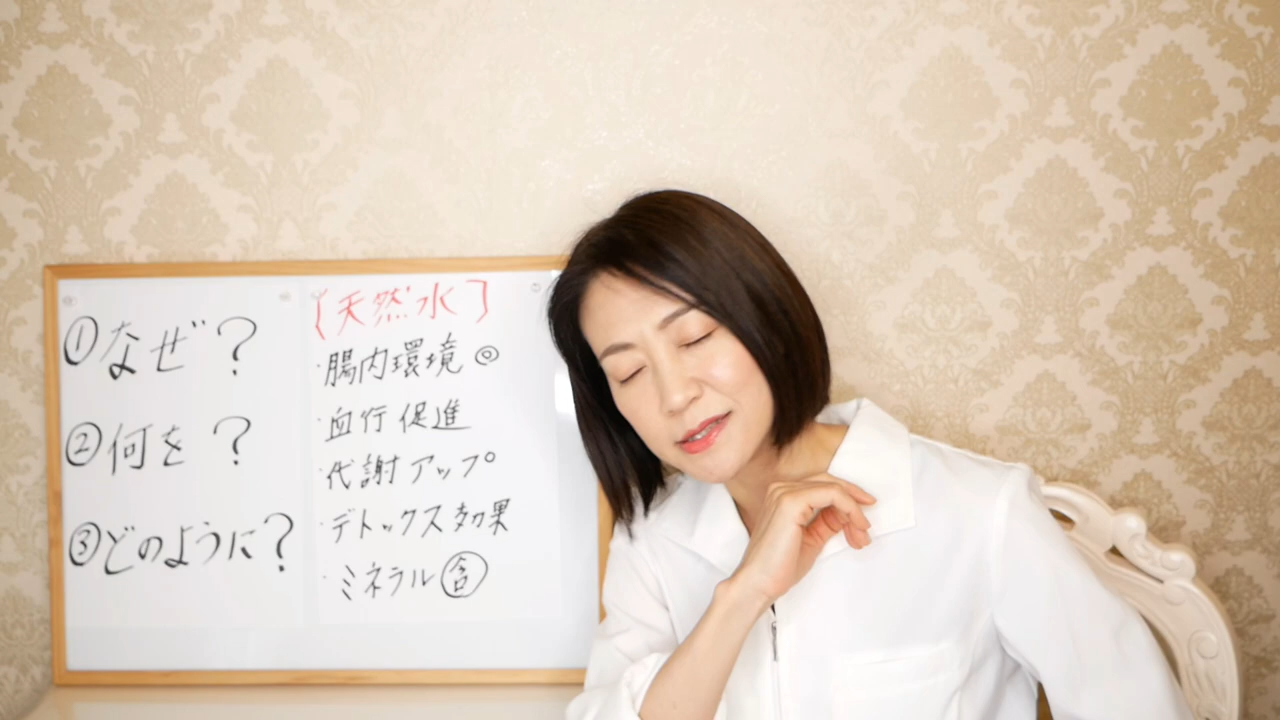 ①なぜ？
②何を？
③どのように？
【天然水】
・腸内環境◎
・血行促進
・代謝アップ
・デトックス効果
・ミネラル㊥